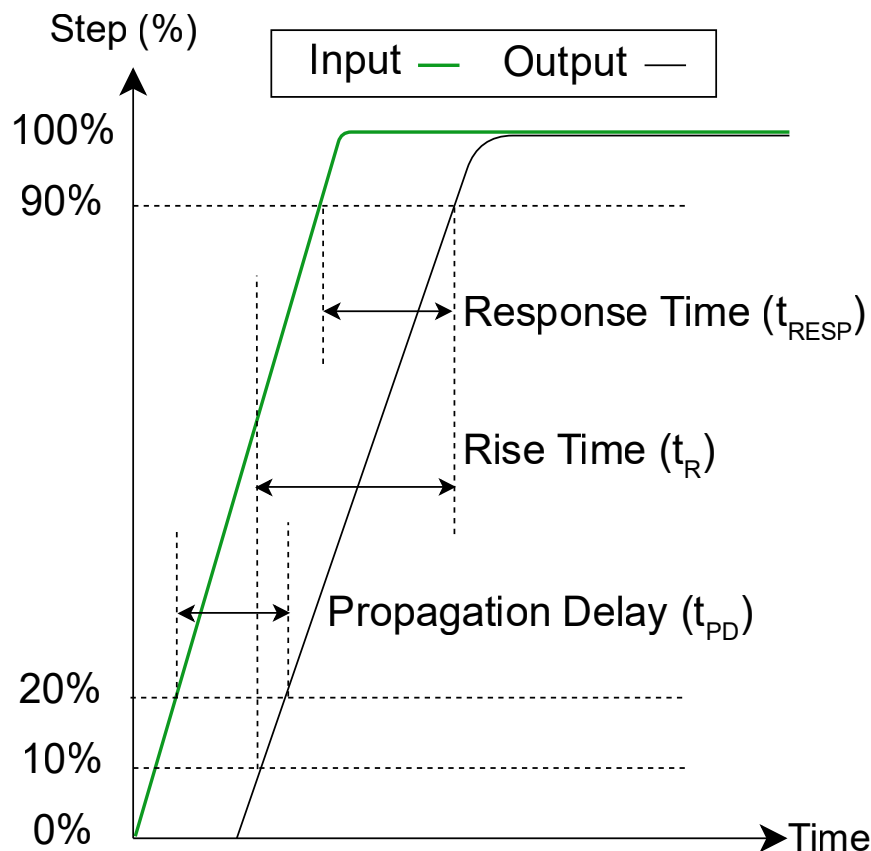 Step (%)
Input Output
100%
90%
Response Time (tRESP)
Rise Time (tR)
Propagation Delay (tPD)
20%
10%
0%
Time